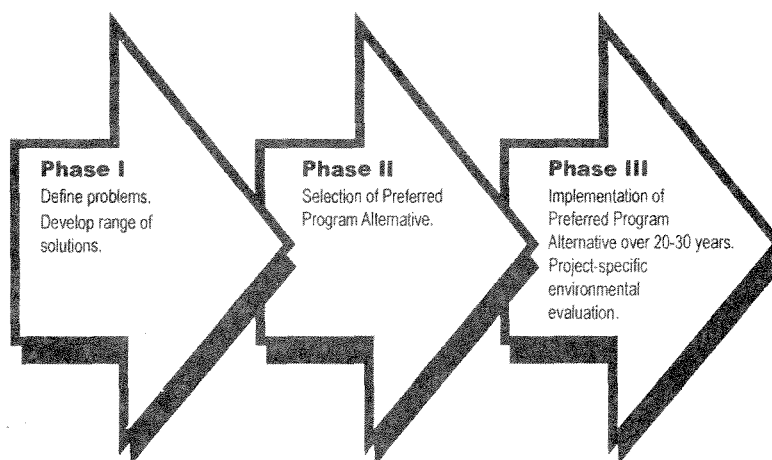 Phase I
Define problems.
Develop range of
solutions.
Phase II
Selection of Preferred
Program Alternative.
Phase III
Implementation of
Preferred Program
Alternative over 20-30 years.
Project-specific
environmental
evaluation.